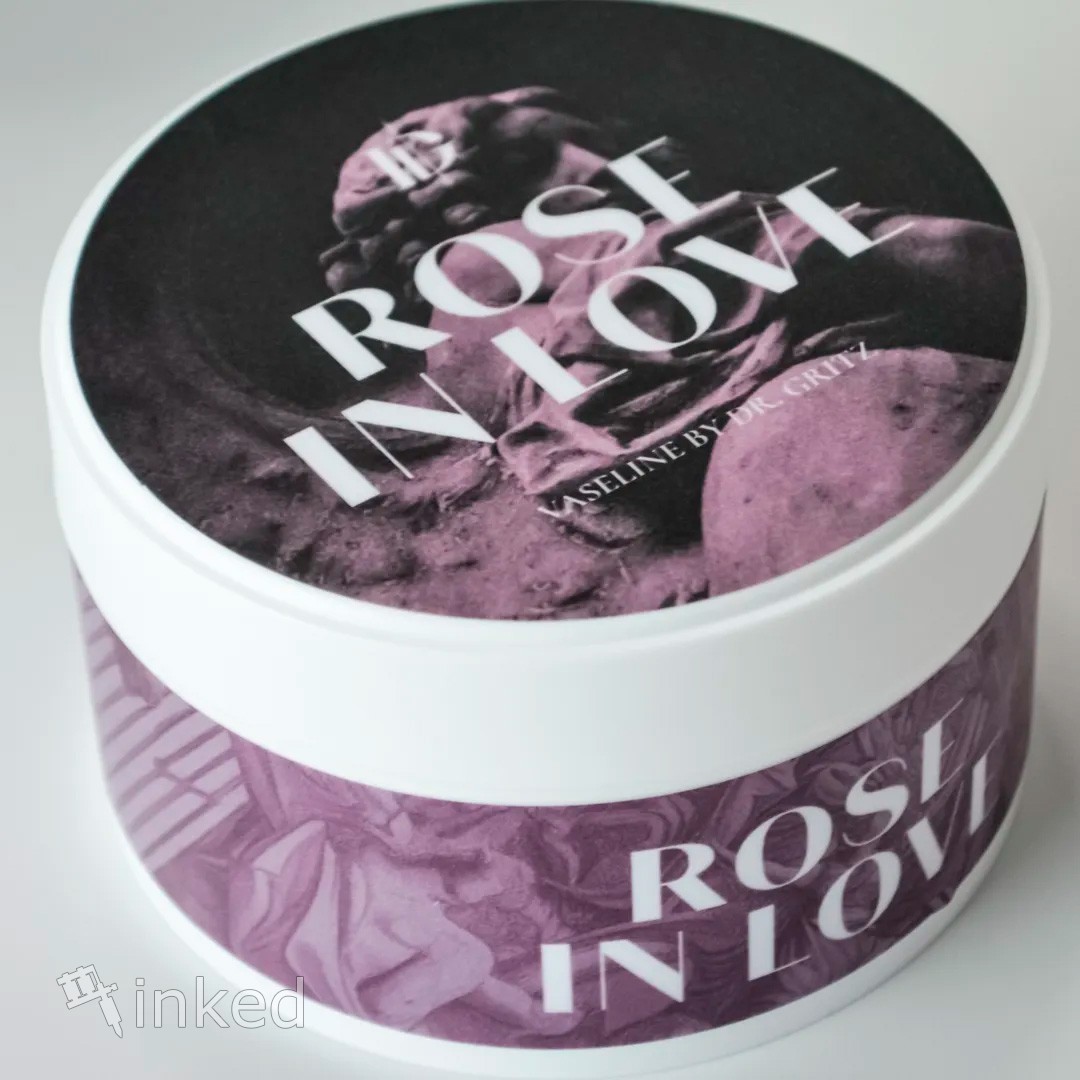 ROSE
IN LOVE
VASELINE BY DR. GRITZ
ROSE
IN LOVE
inked